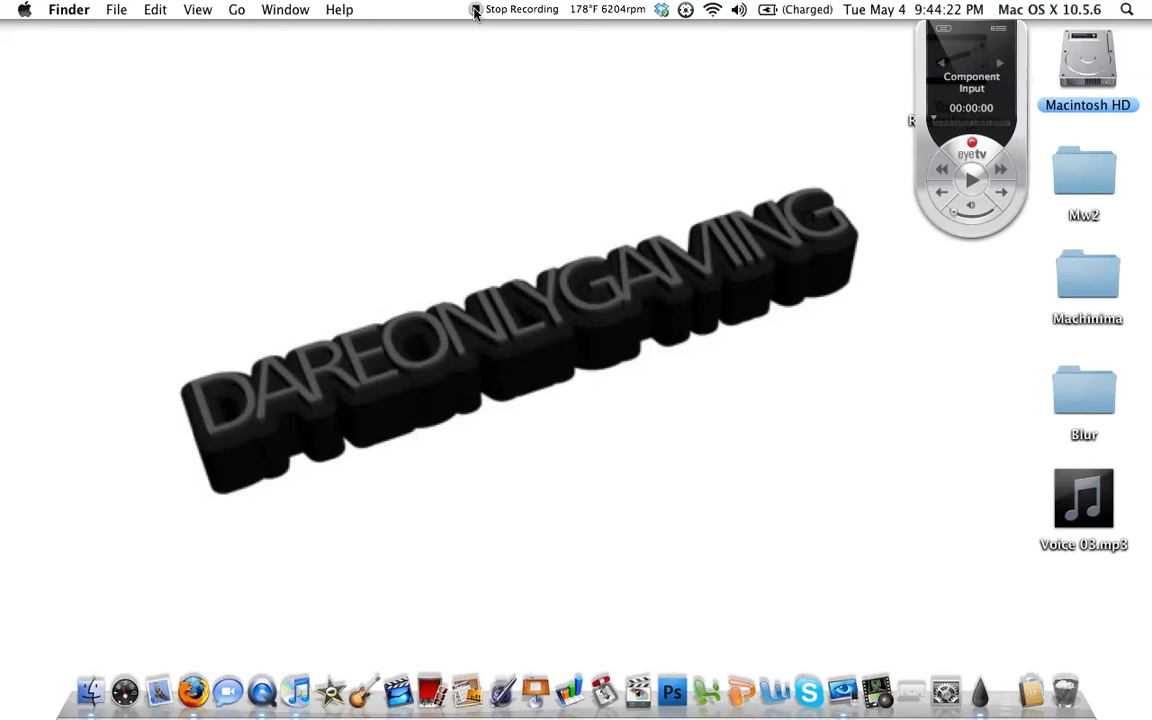 Finder File Edit View Go Window Help Stop Recording 178°F 6204rpm (Charged) Tue May 4 9:44:22 PM Mac OS X 10.5.6
Component
Input
00:00:00
eyetv
Macintosh HD
Mw2
Machinima
Blur
Voice 03.mp3
DAREONLYGAMIING
Ps